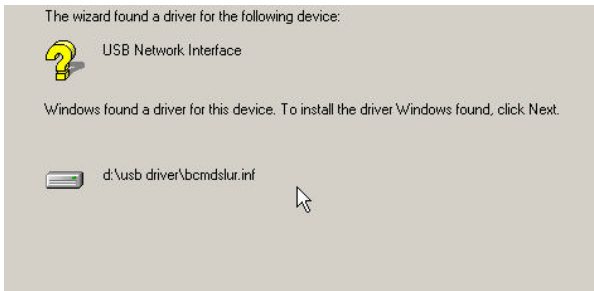 The wizard found a driver for the following device:
USB Network Interface
Windows found a driver for this device. To install the driver Windows found, click Next.
d:\usb driver\bcmdslur.inf